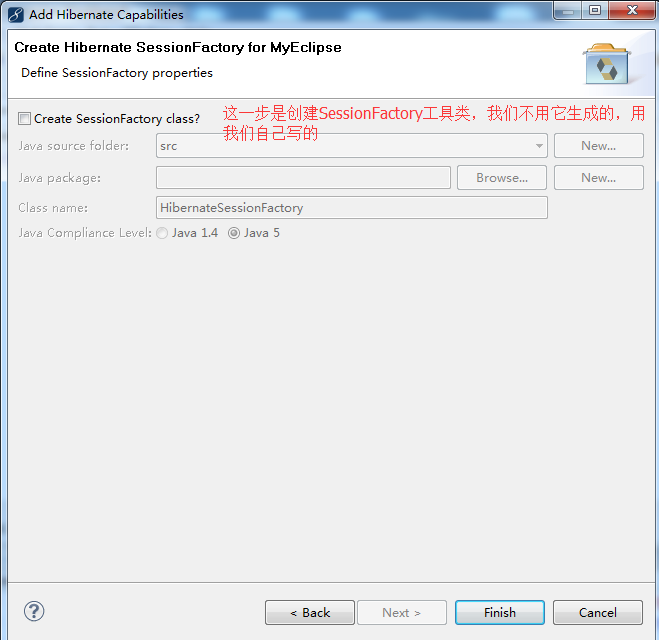 Add Hibernate Capabilities
Create Hibernate SessionFactory for MyEclipse
Define SessionFactory properties
Create SessionFactory class?
这一步是创建SessionFactory工具类，我们不用它生成的，用
我们自己写的
Java source folder: src New...
Java package: Browse... New...
Class name: HibernateSessionFactory
Java Compliance Level: Java 1.4 Java 5
? < Back Next > Finish Cancel